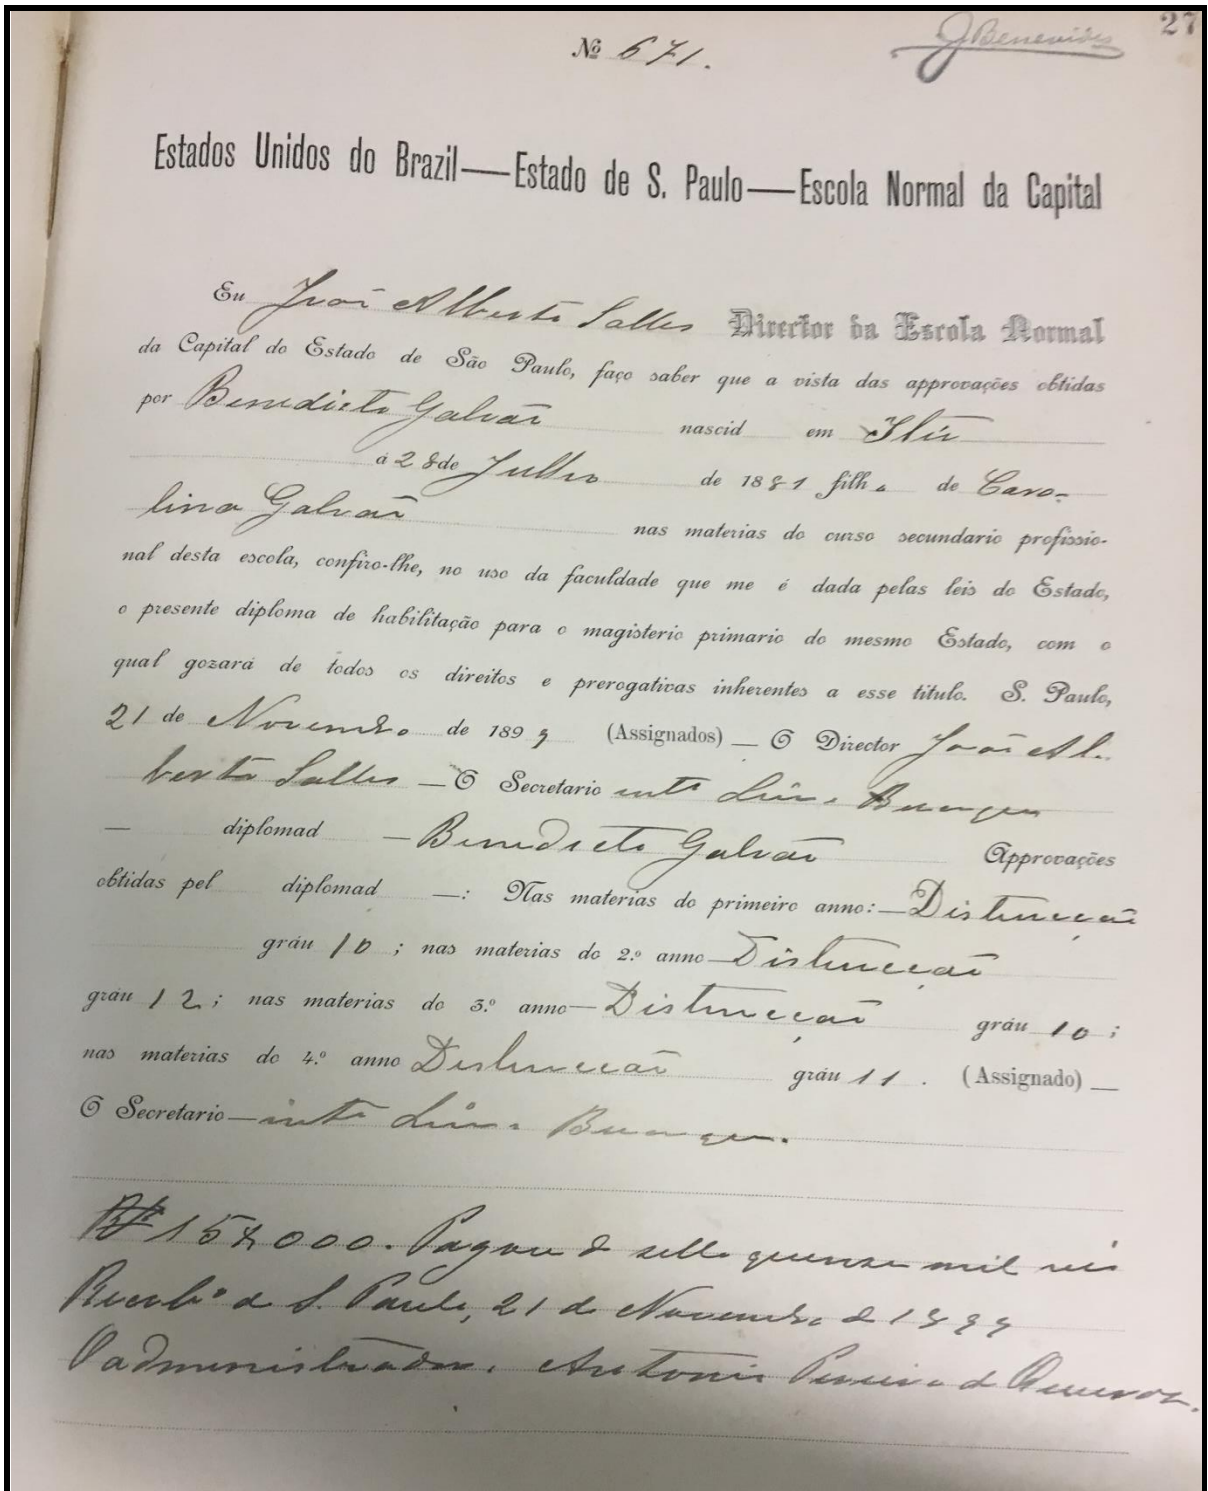 27
Nº 671.
J Benevides
Estados Unidos do Brazil — Estado de S. Paulo — Escola Normal da Capital
Eu João Alberto Salles Director da Escola Normal
da Capital do Estado de São Paulo, faço saber que a vista das approvações obtidas
por Benedicto Galvão nascid em Itú
a 28 de Julho de 1881 filho de Caro-
lina Galvão nas materias do curso secundario profissio-
nal desta escola, confiro-lhe, no uso da faculdade que me é dada pelas leis do Estado,
o presente diploma de habilitação para o magisterio primario do mesmo Estado, com o
qual gozará de todos os direitos e prerogativas inherentes a esse titulo. S. Paulo,
21 de Novembro de 1899 (Assignados) — O Director João Al-
berto Salles — O Secretario intº
— diplomad — Benedicto Galvão Approvações
obtidas pel diplomad —: Nas materias do primeiro anno: — Distincção
gráu 10; nas materias do 2.º anno — Distincção
gráu 12; nas materias do 3.º anno — Distincção gráu 10;
nas materias do 4.º anno Distincção gráu 11. (Assignado) —
O Secretario — intº
Rs 15$000. Pagou de sello quinze mil reis
Recebº de S. Paulo, 21 de Novembro de 1899
O administrador. Antonio Pereira de Queiroz.